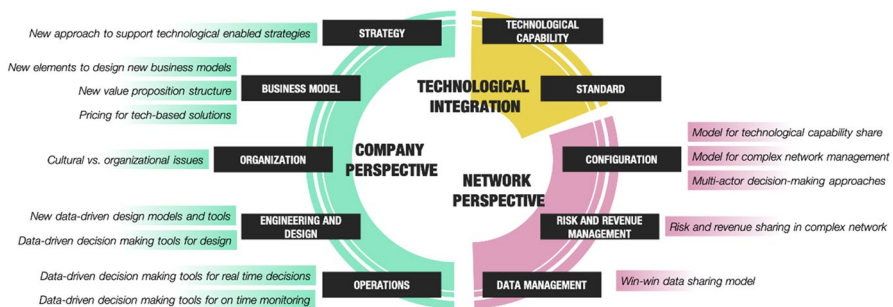 New approach to support technological enabled strategies
STRATEGY
New elements to design new business models
New value proposition structure
Pricing for tech-based solutions
BUSINESS MODEL
Cultural vs. organizational issues
ORGANIZATION
New data-driven design models and tools
Data-driven decision making tools for design
ENGINEERING AND
DESIGN
Data-driven decision making tools for real time decisions
Data-driven decision making tools for on time monitoring
OPERATIONS
COMPANY
PERSPECTIVE
TECHNOLOGICAL
INTEGRATION
TECHNOLOGICAL
CAPABILITY
STANDARD
NETWORK
PERSPECTIVE
CONFIGURATION
Model for technological capability share
Model for complex network management
Multi-actor decision-making approaches
RISK AND REVENUE
MANAGEMENT
Risk and revenue sharing in complex network
DATA MANAGEMENT
Win-win data sharing model